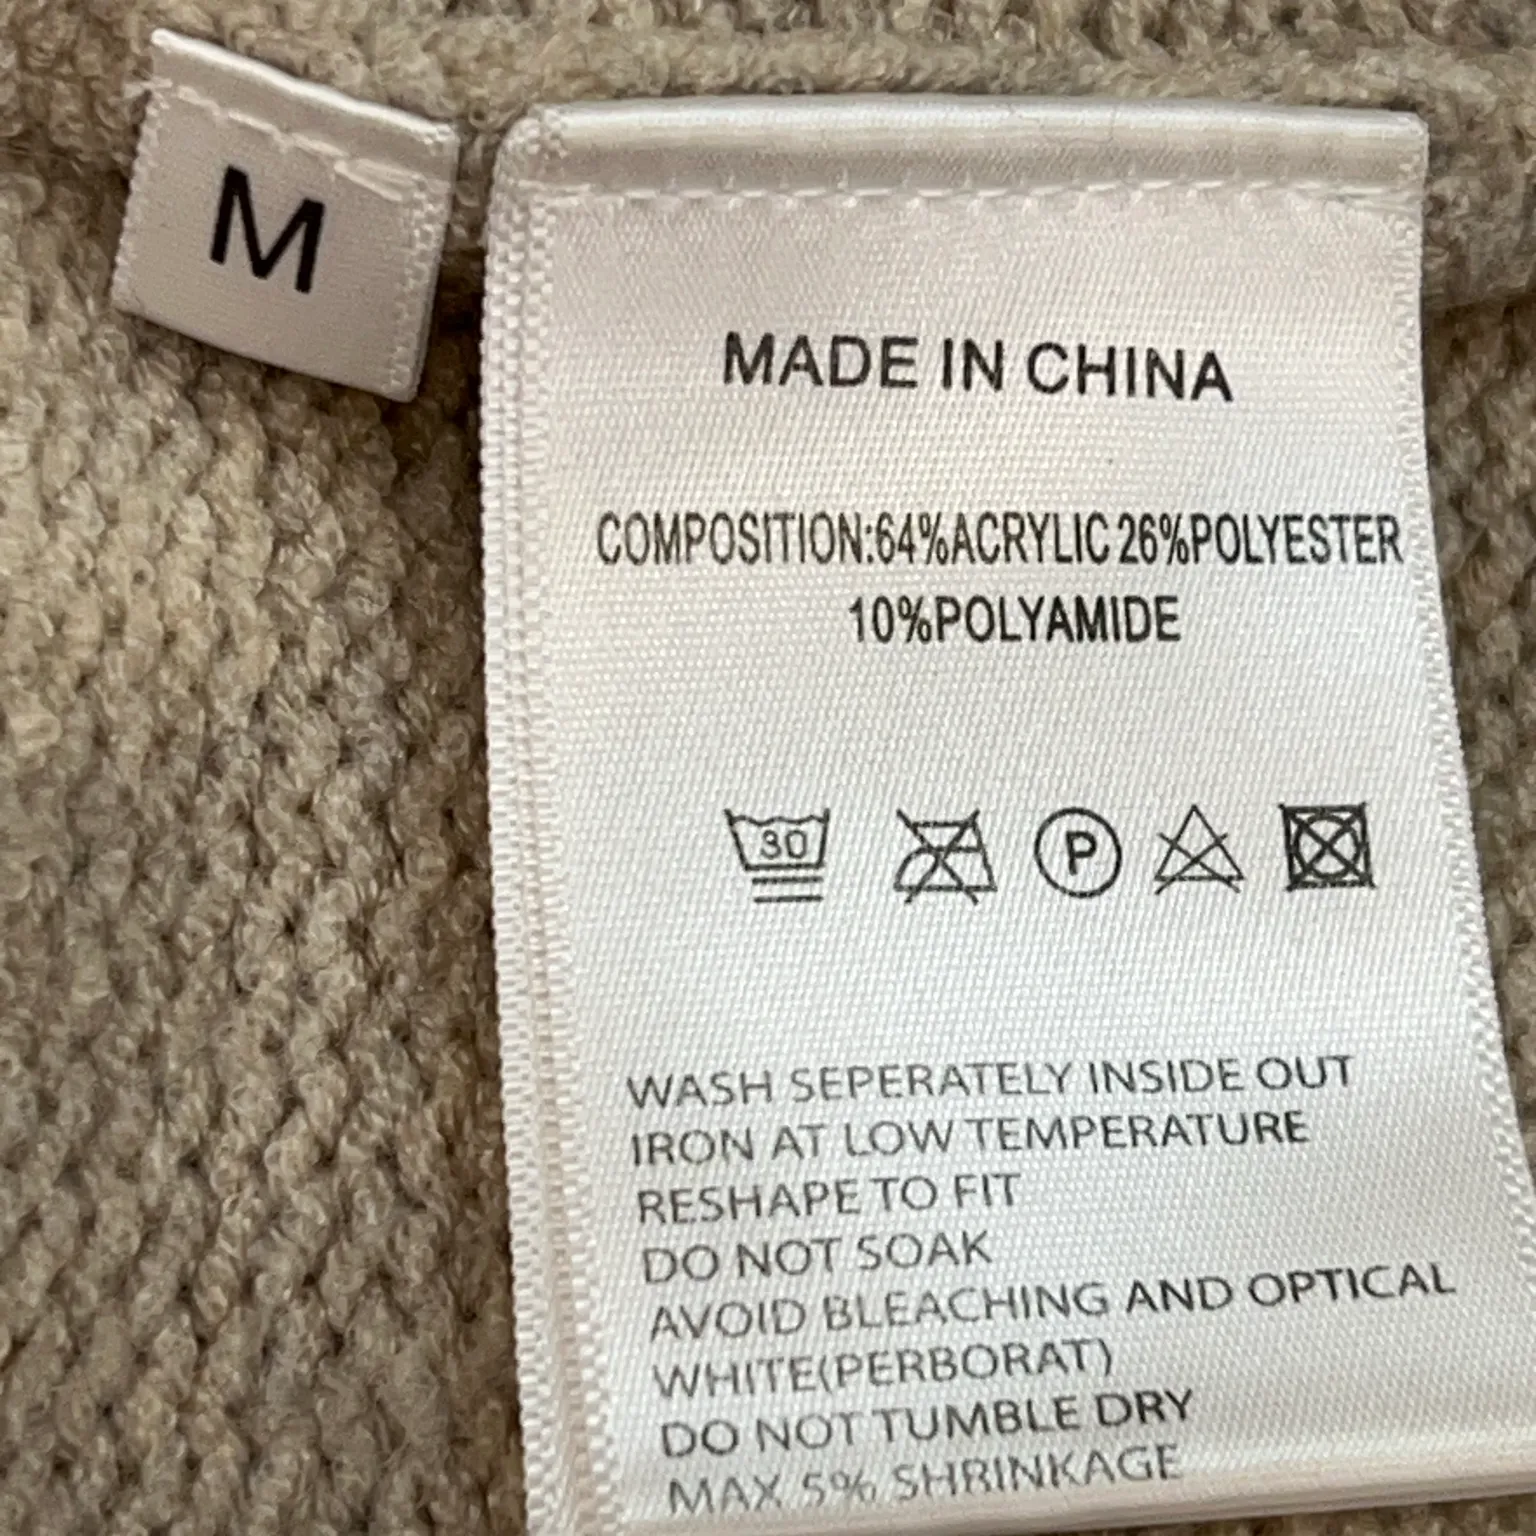 M
MADE IN CHINA
COMPOSITION:64%ACRYLIC 26%POLYESTER
10%POLYAMIDE
30
P
WASH SEPERATELY INSIDE OUT
IRON AT LOW TEMPERATURE
RESHAPE TO FIT
DO NOT SOAK
AVOID BLEACHING AND OPTICAL
WHITE(PERBORAT)
DO NOT TUMBLE DRY
MAX 5% SHRINKAGE